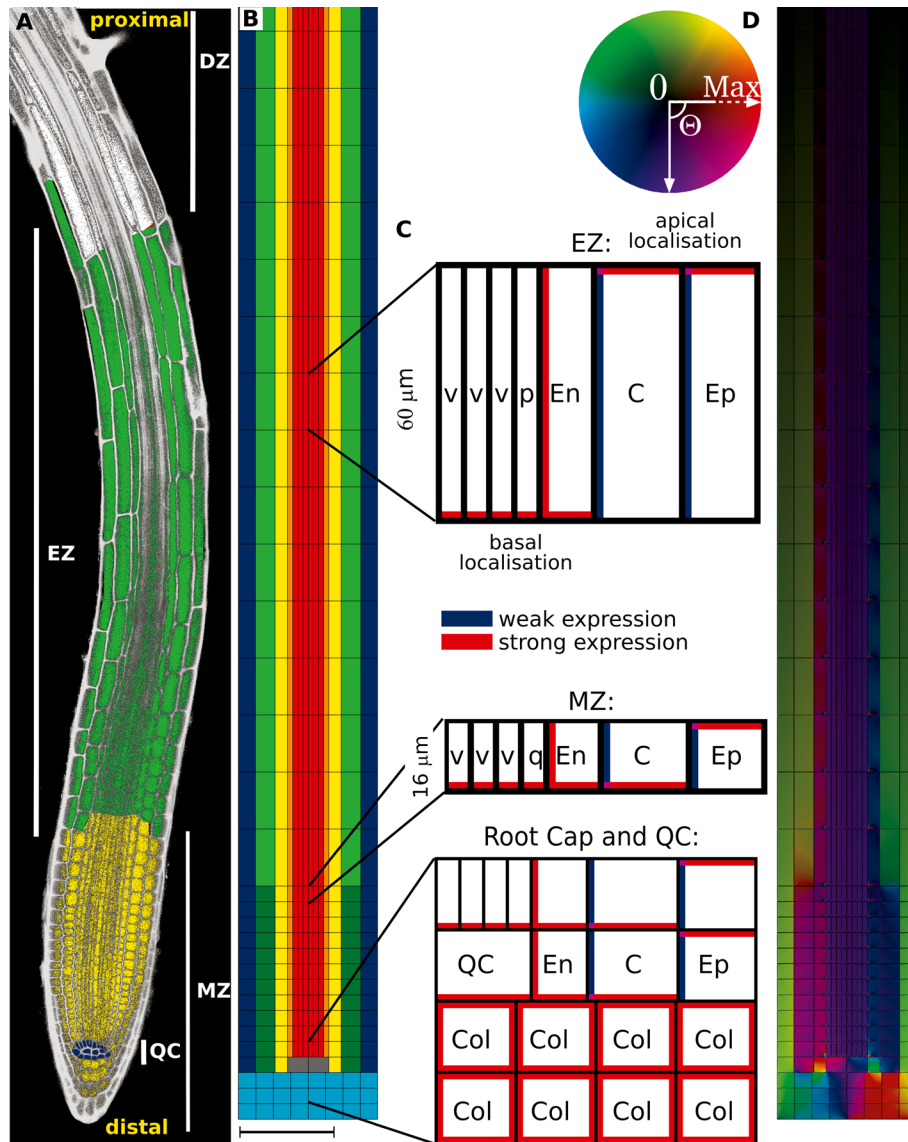 A
proximal
DZ
EZ
MZ
QC
distal
B
C
EZ:
apical
localisation
60 µm
v v v p En C Ep
basal
localisation
weak expression
strong expression
MZ:
16 µm
v v v q En C Ep
Root Cap and QC:
QC En C Ep
Col Col Col Col
Col Col Col Col
D
0 Max
Θ